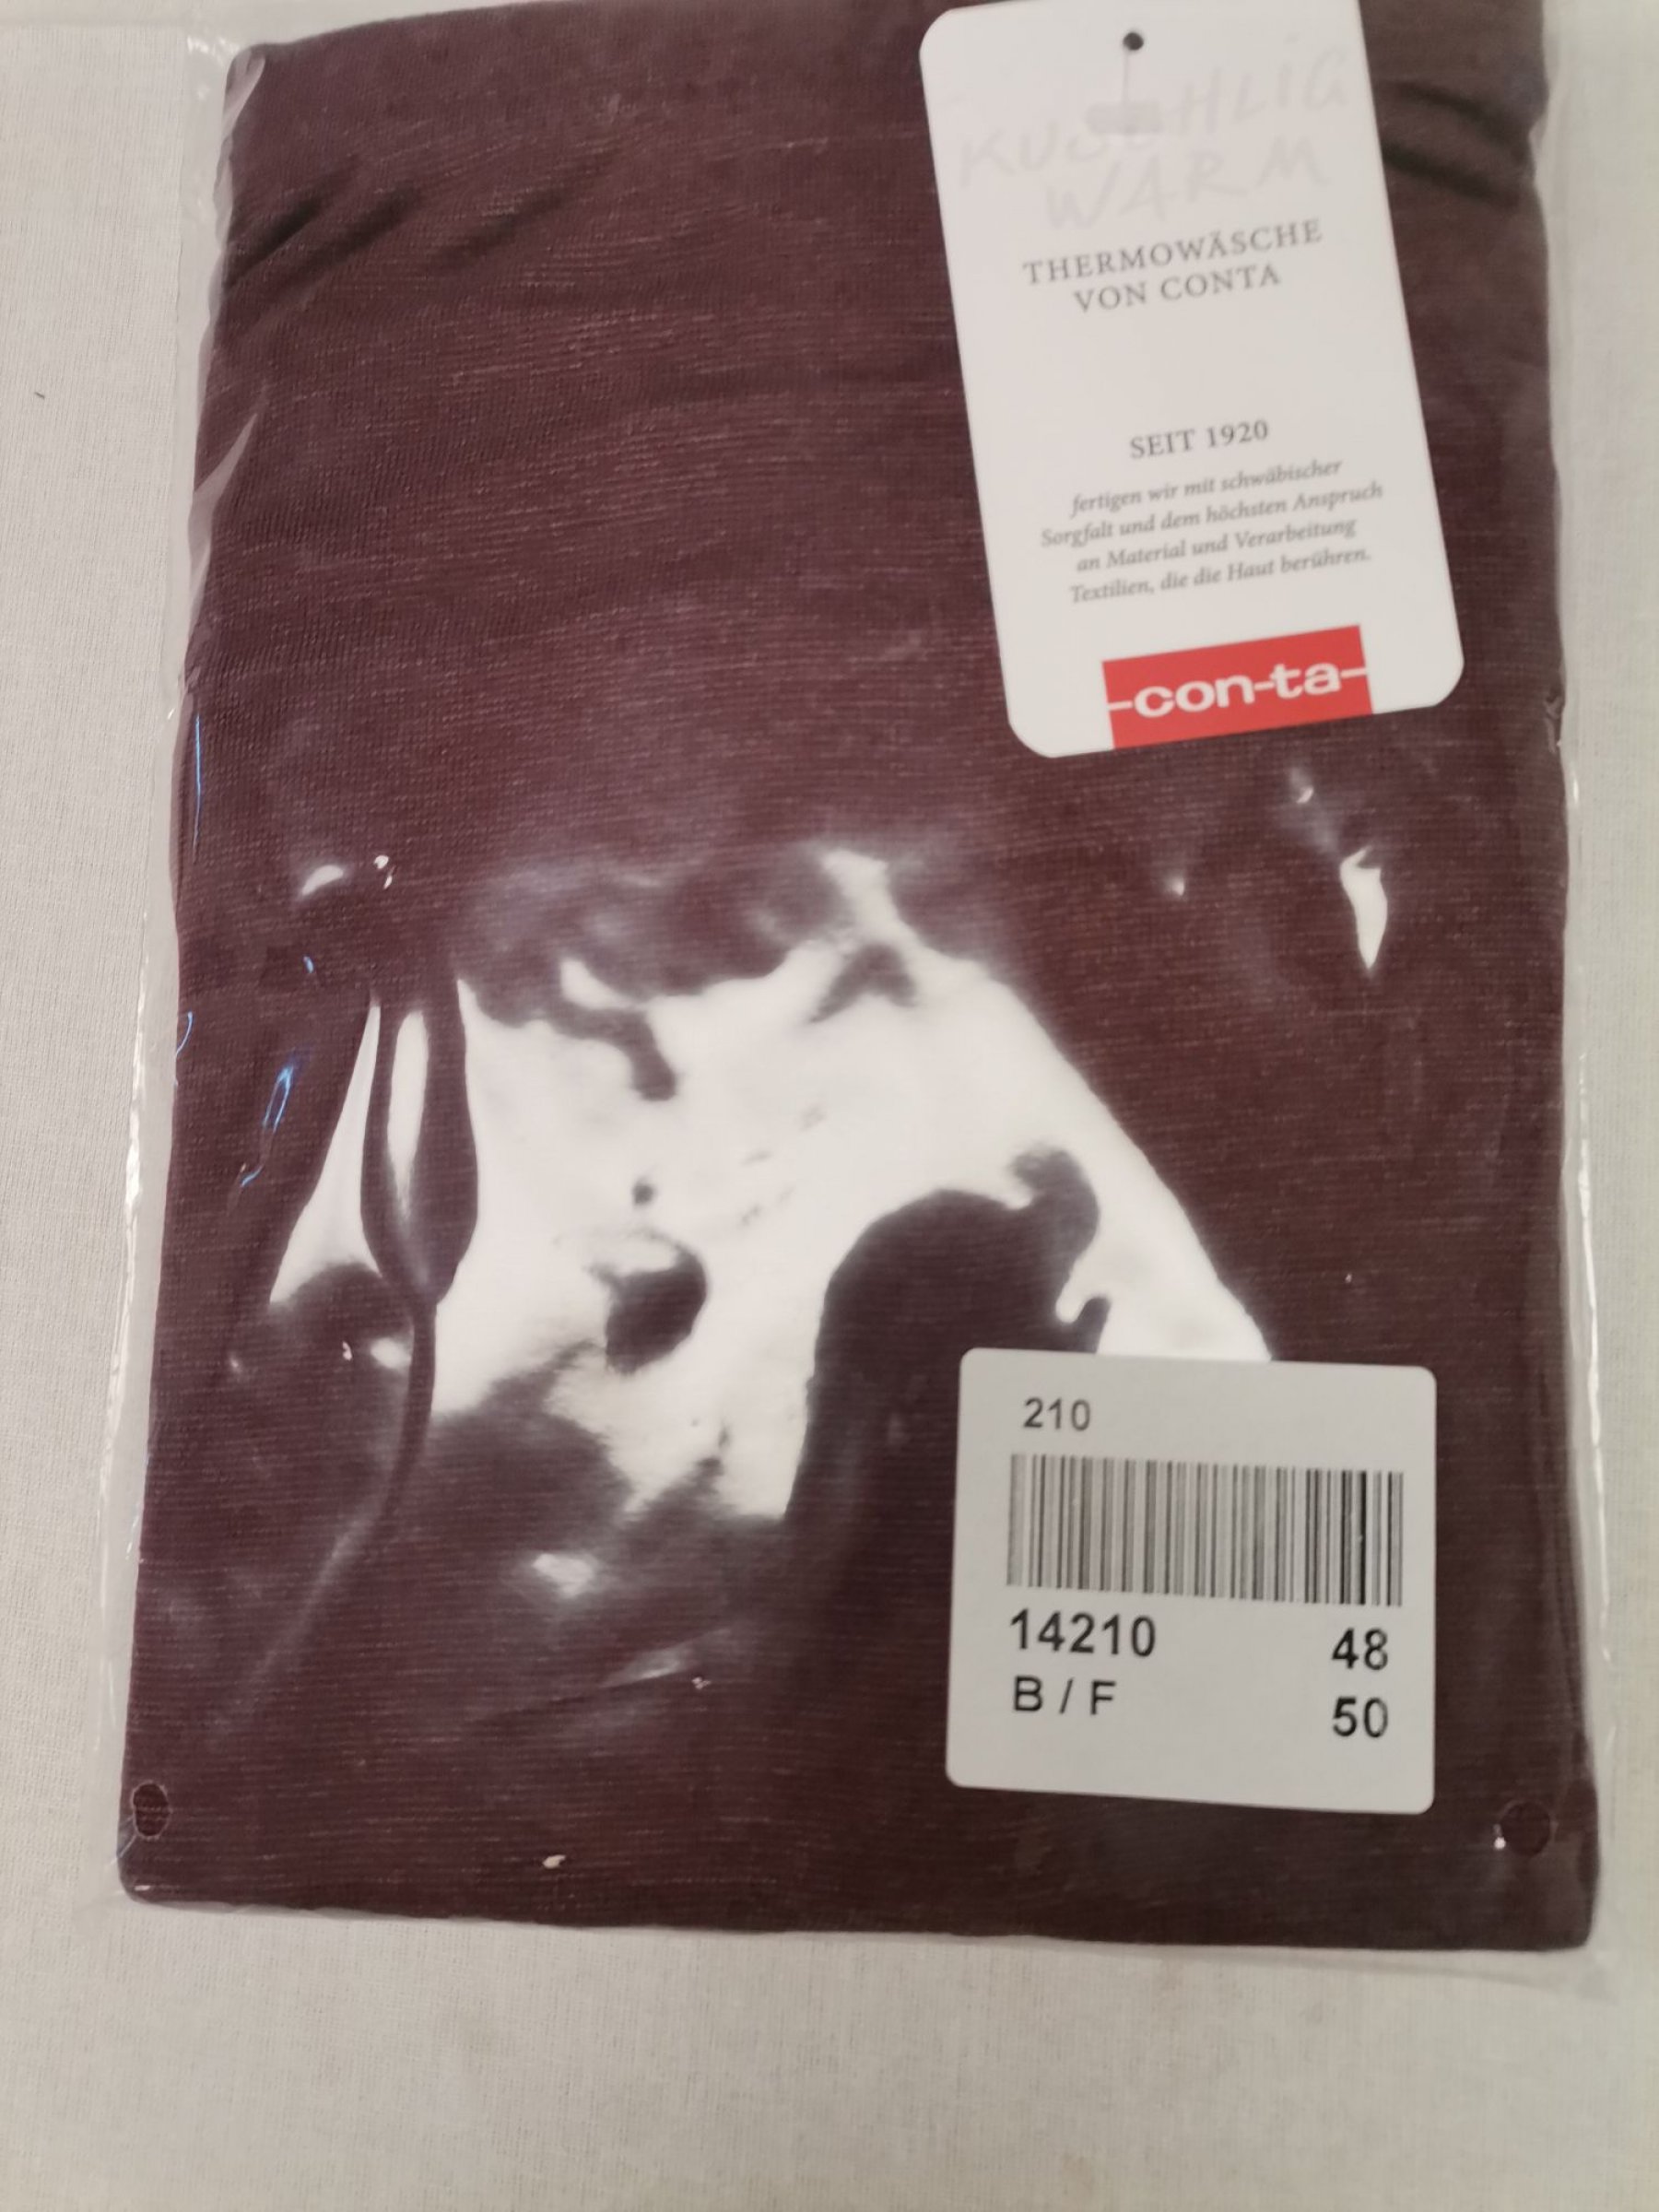 KUSCHLIG
WARM
THERMOWÄSCHE
VON CONTA
SEIT 1920
fertigen wir mit schwäbischer
Sorgfalt und dem höchsten Anspruch
an Material und Verarbeitung
Textilien, die die Haut berühren.
-con-ta-
210
14210 48
B / F 50